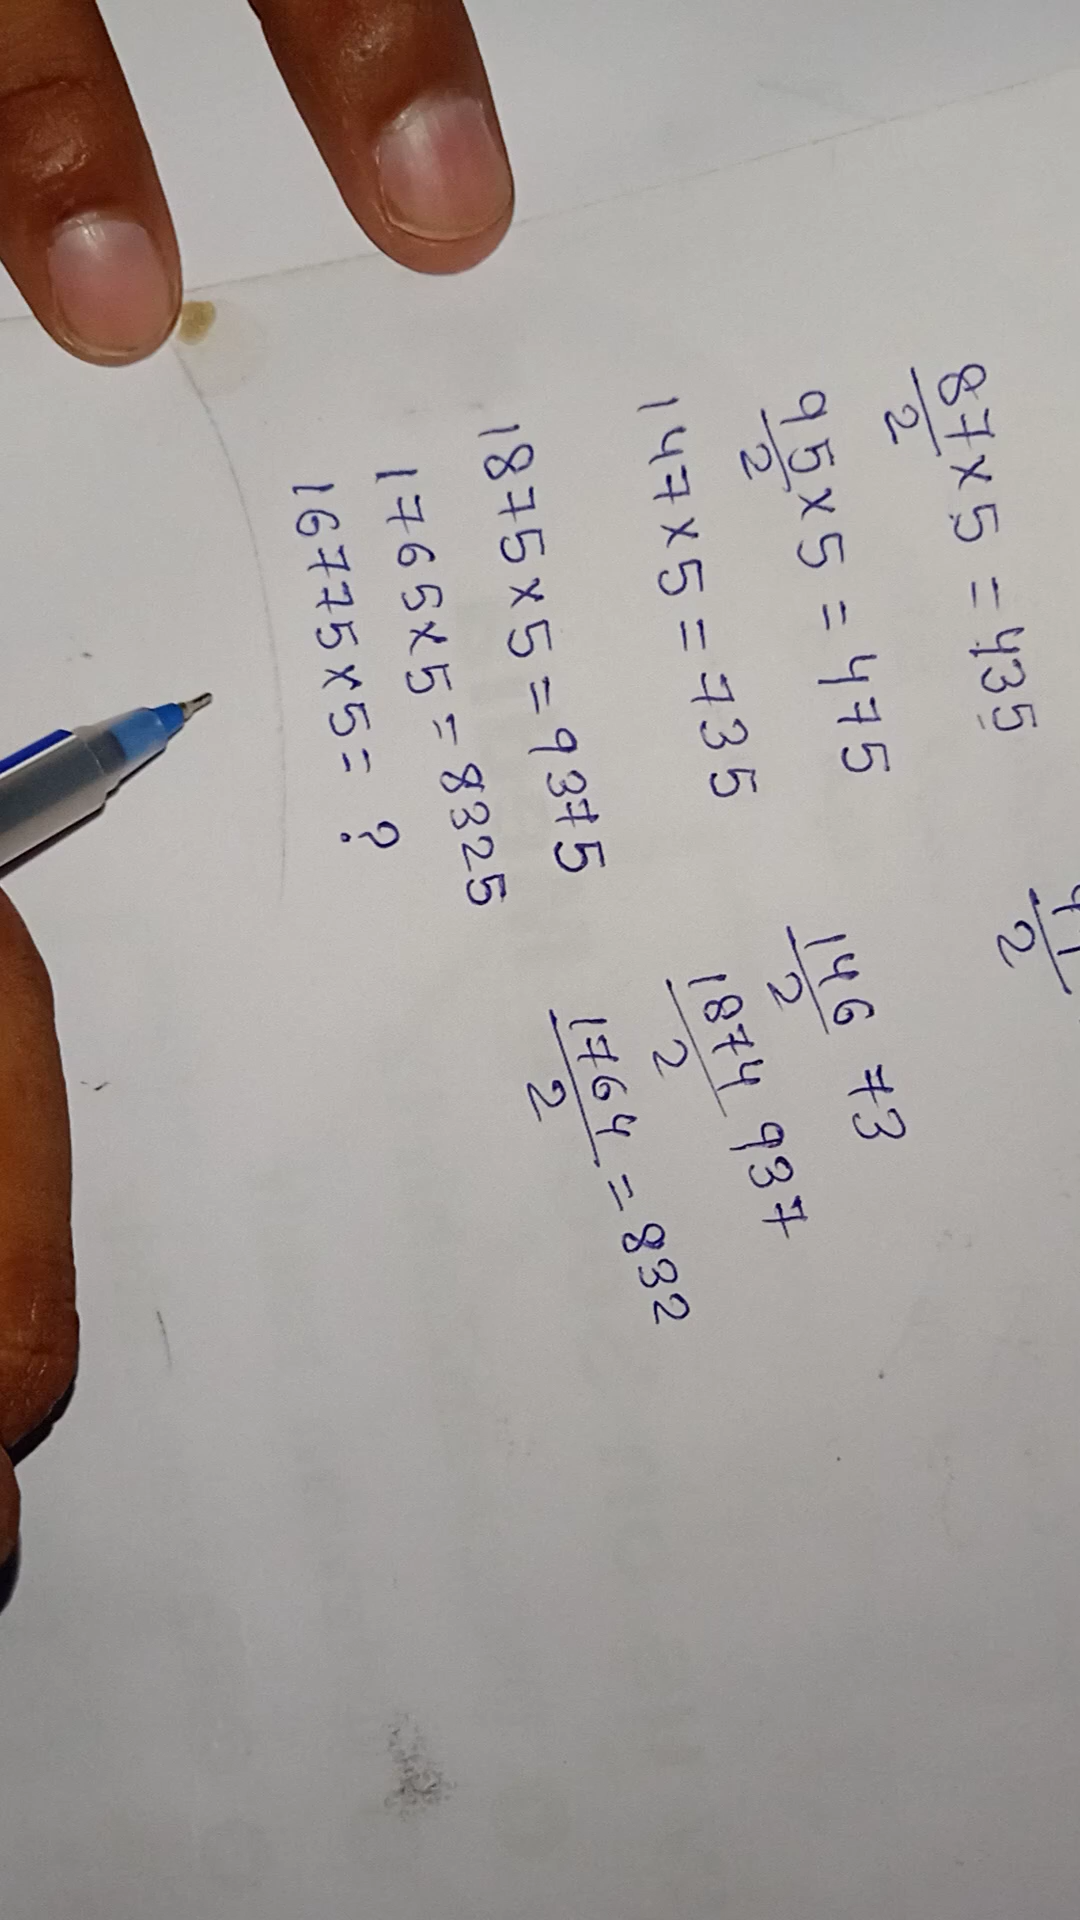 87/2 × 5 = 435
95/2 × 5 = 475
147 × 5 = 735
1875 × 5 = 9375
1765 × 5 = 8325
16775 × 5 = ?
2
146/2 73
1874/2 937
1764/2 = 832